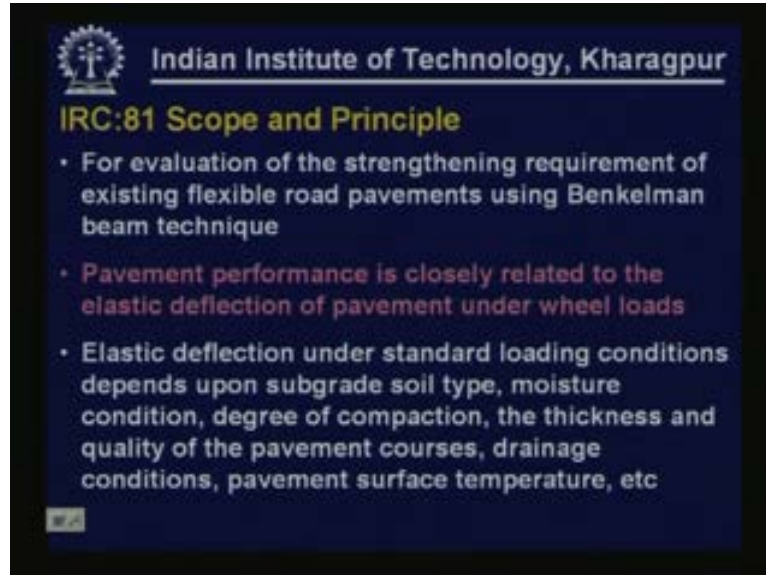 Indian Institute of Technology, Kharagpur
IRC:81 Scope and Principle
• For evaluation of the strengthening requirement of
existing flexible road pavements using Benkelman
beam technique
• Pavement performance is closely related to the
elastic deflection of pavement under wheel loads
• Elastic deflection under standard loading conditions
depends upon subgrade soil type, moisture
condition, degree of compaction, the thickness and
quality of the pavement courses, drainage
conditions, pavement surface temperature, etc